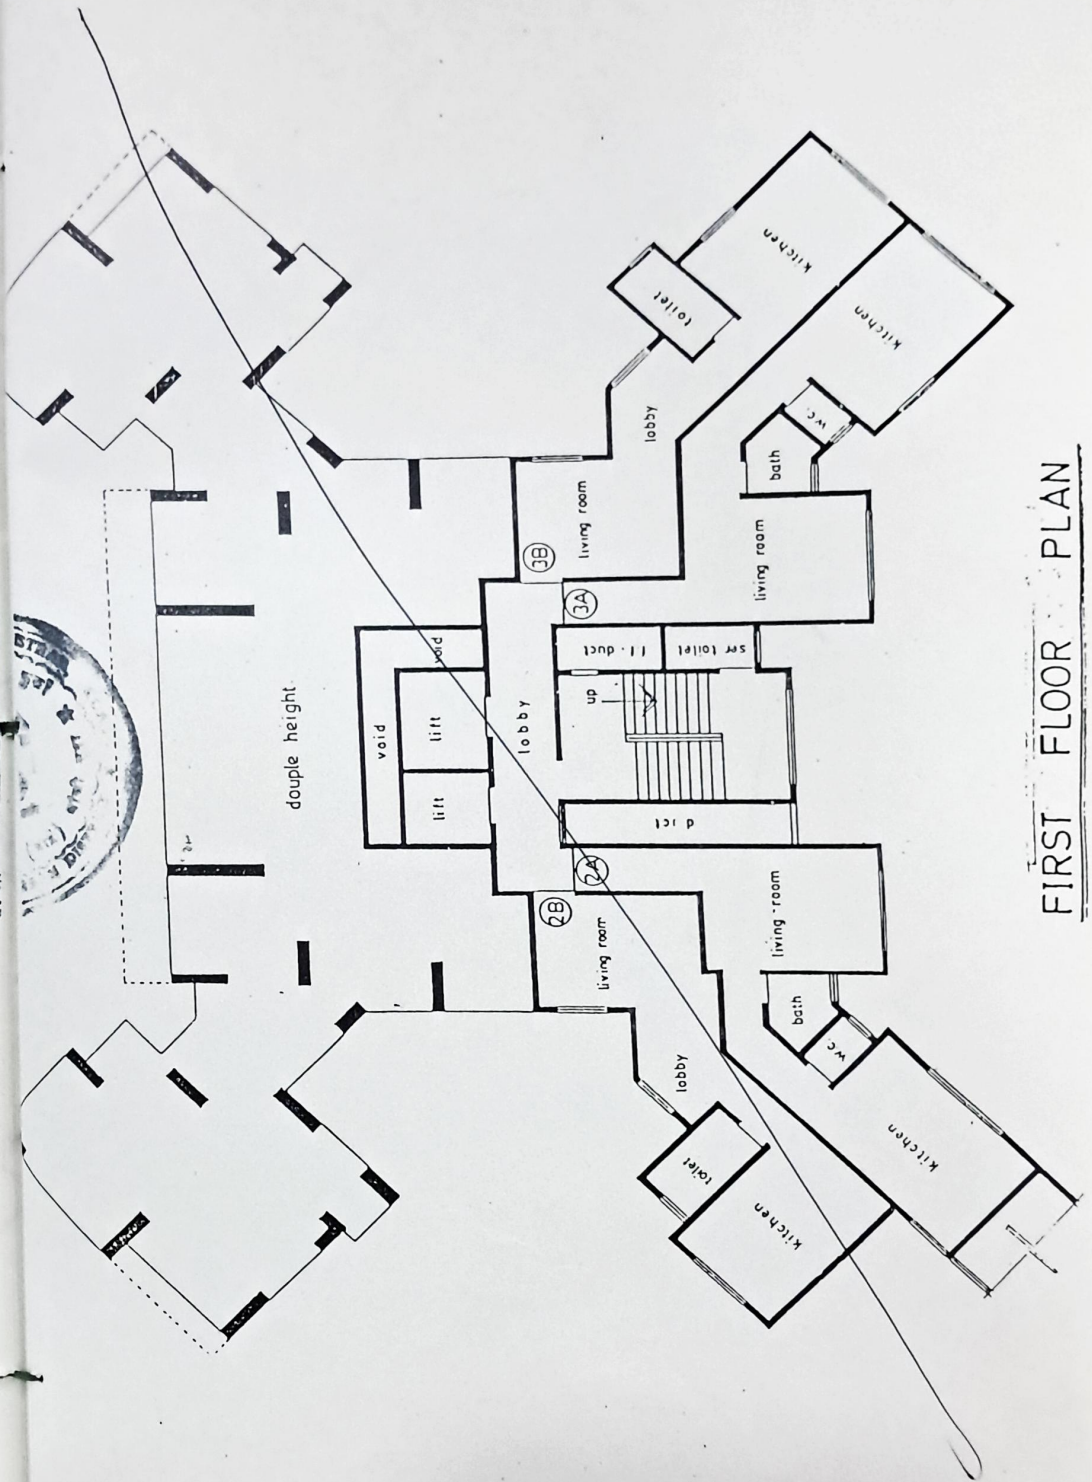 kitchen
kitchen
toilet
lobby
w.c.
bath
living room
living room
3B
3A
void
f f . duct
ser toilet
up
lift
void
lobby
douple height
lift
d ict
2A
2B
living room
living-room
bath
w.c.
lobby
toilet
kitchen
kitchen
FIRST FLOOR PLAN